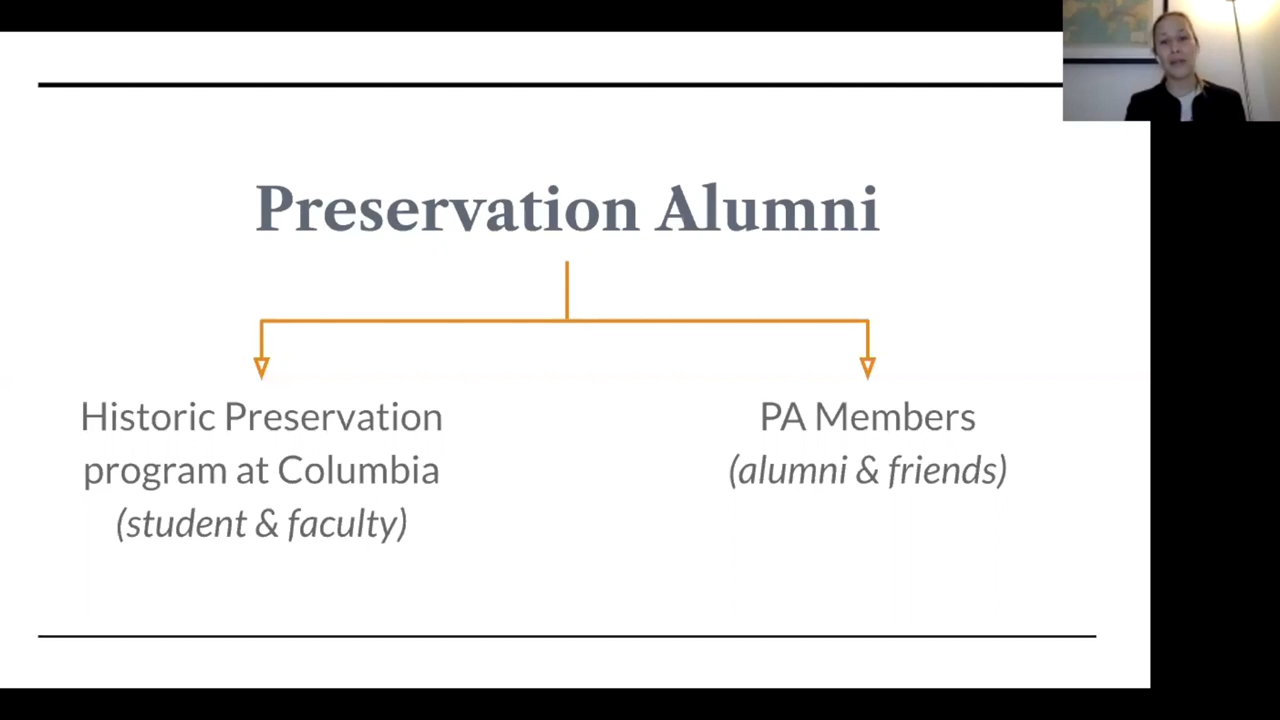 Preservation Alumni
Historic Preservation
program at Columbia
(student & faculty)
PA Members
(alumni & friends)